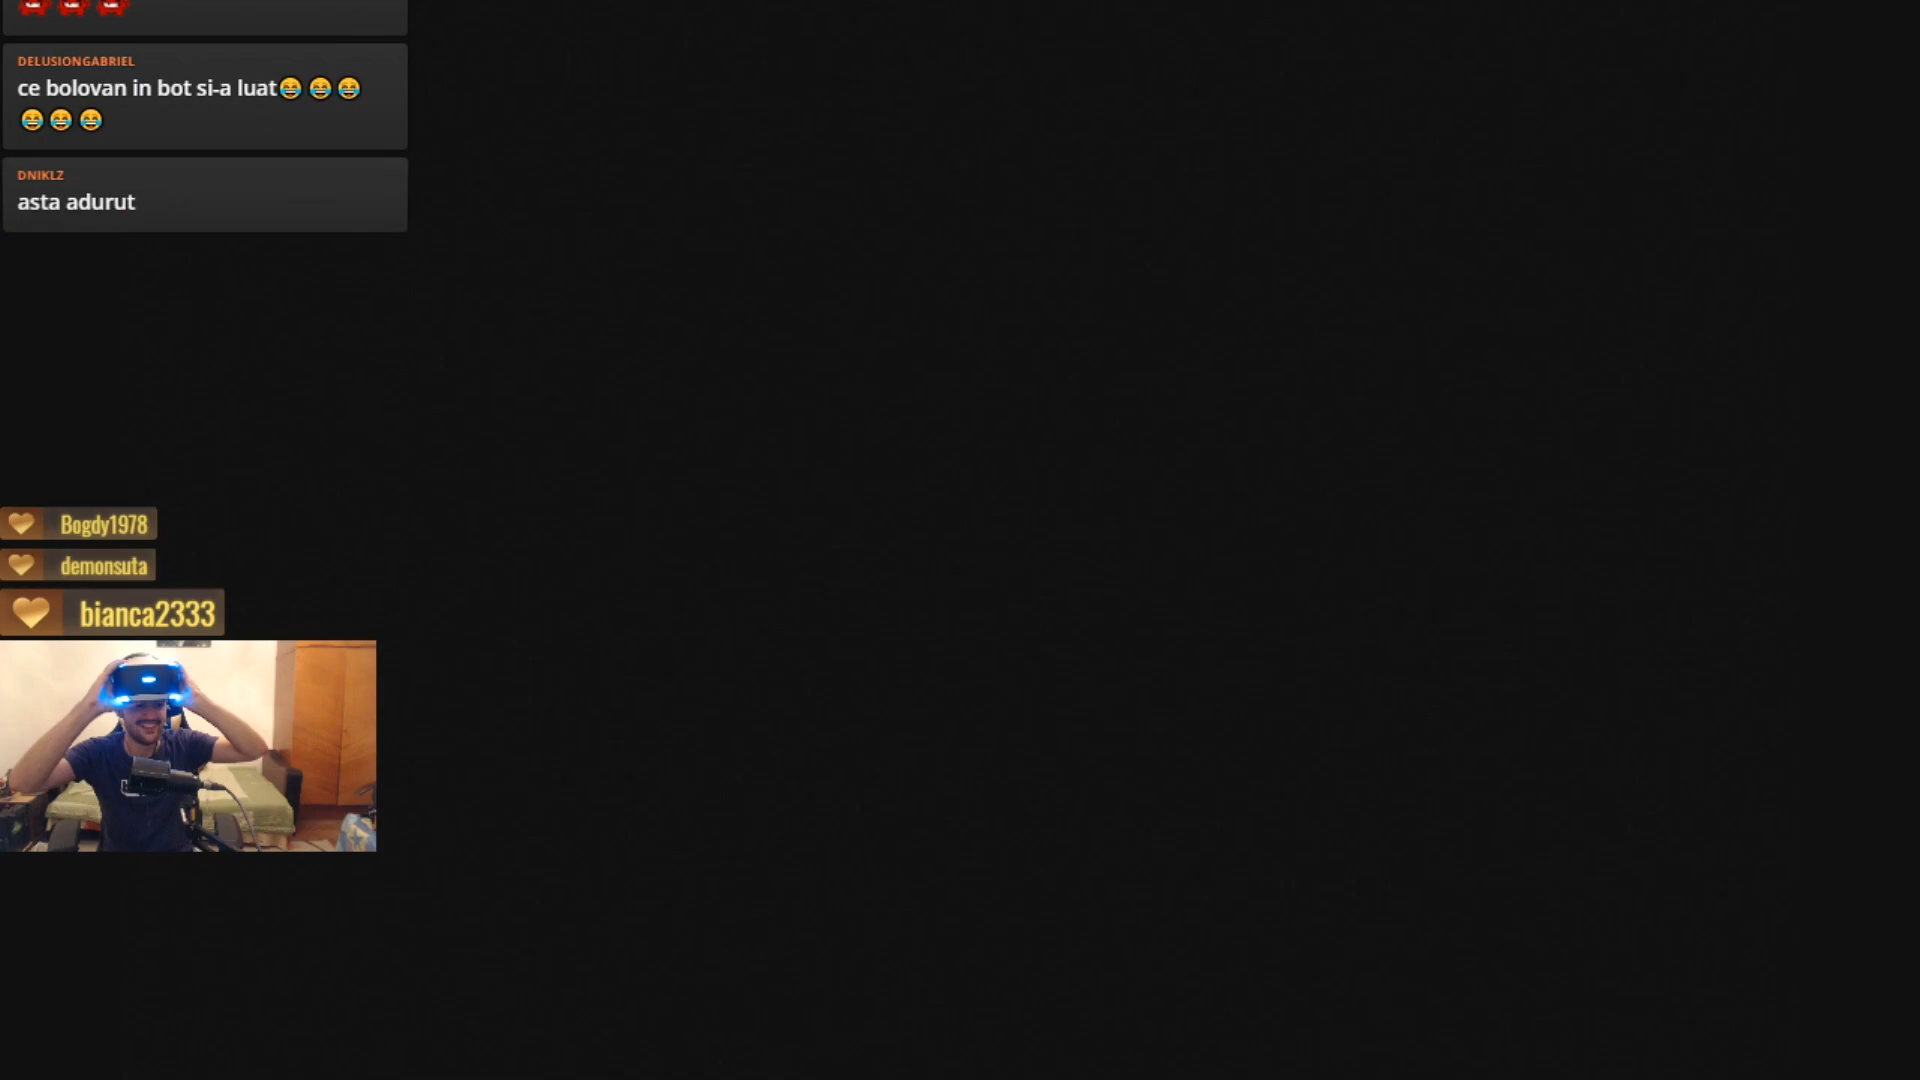 DELUSIONGABRIEL
ce bolovan in bot si-a luat😂😂😂
😂😂😂
DNIKLZ
asta adurut
Bogdy1978
demonsuta
bianca2333